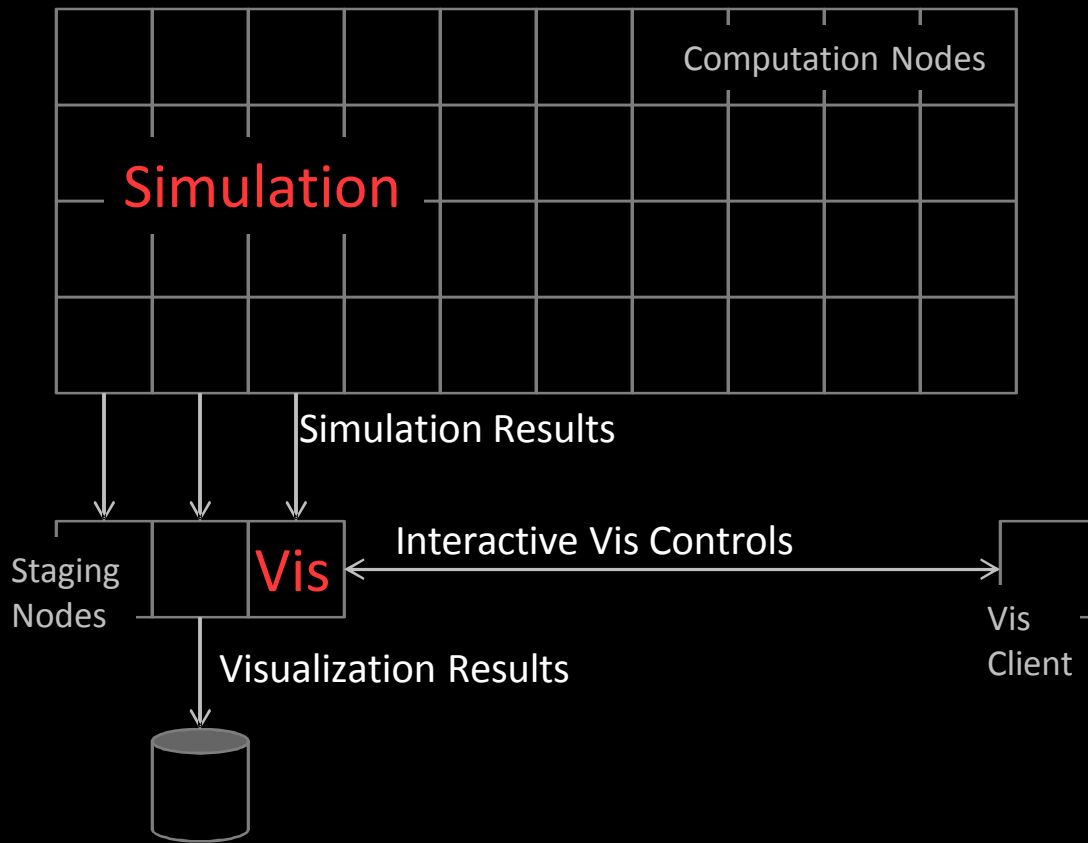 Computation Nodes
Simulation
Simulation Results
Interactive Vis Controls
Vis
Staging
Nodes
Vis
Client
Visualization Results